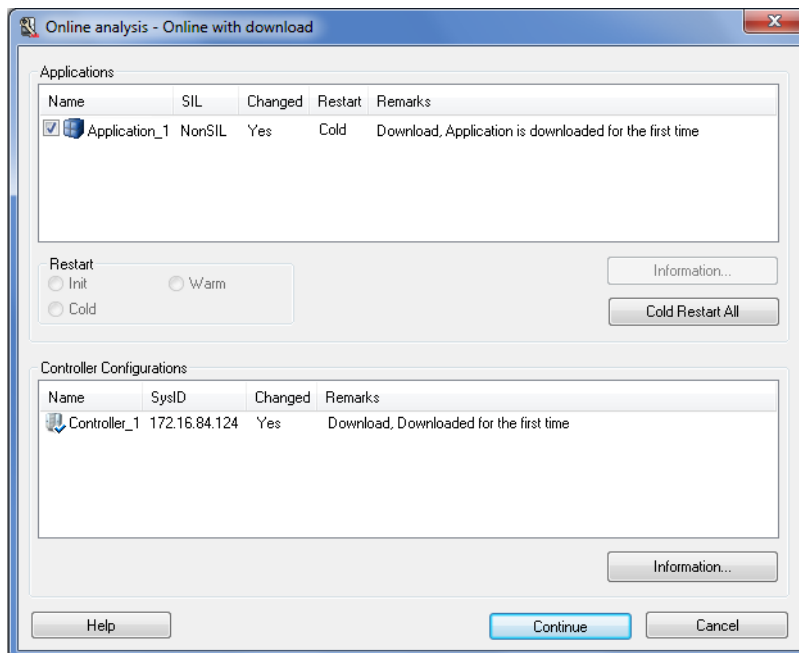 Online analysis - Online with download
Applications
Name SIL Changed Restart Remarks
Application_1 NonSIL Yes Cold Download, Application is downloaded for the first time
Restart
Init Warm
Cold
Information...
Cold Restart All
Controller Configurations
Name SysID Changed Remarks
Controller_1 172.16.84.124 Yes Download, Downloaded for the first time
Information...
Help Continue Cancel